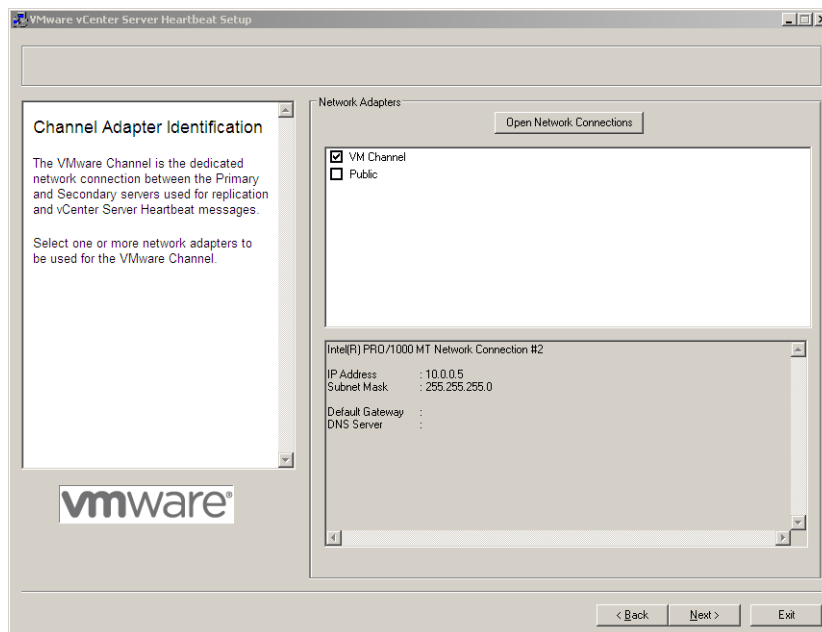 VMware vCenter Server Heartbeat Setup
Channel Adapter Identification
The VMware Channel is the dedicated
network connection between the Primary
and Secondary servers used for replication
and vCenter Server Heartbeat messages.
Select one or more network adapters to
be used for the VMware Channel.
vmware®
Network Adapters
Open Network Connections
VM Channel
Public
Intel(R) PRO/1000 MT Network Connection #2
IP Address : 10.0.0.5
Subnet Mask : 255.255.255.0
Default Gateway :
DNS Server :
< Back Next > Exit